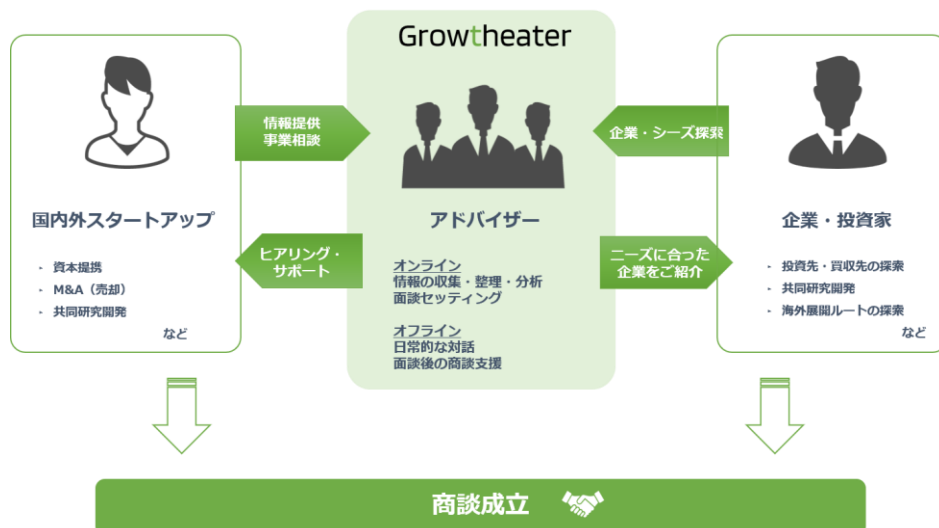 Growtheater
情報提供
事業相談
企業・シーズ探索
国内外スタートアップ
・ 資本提携
・ M&A（売却）
・ 共同研究開発
など
ヒアリング・
サポート
アドバイザー
オンライン
情報の収集・整理・分析
面談セッティング
オフライン
日常的な対話
面談後の商談支援
ニーズに合った
企業をご紹介
企業・投資家
・ 投資先・買収先の探索
・ 共同研究開発
・ 海外展開ルートの探索
など
商談成立